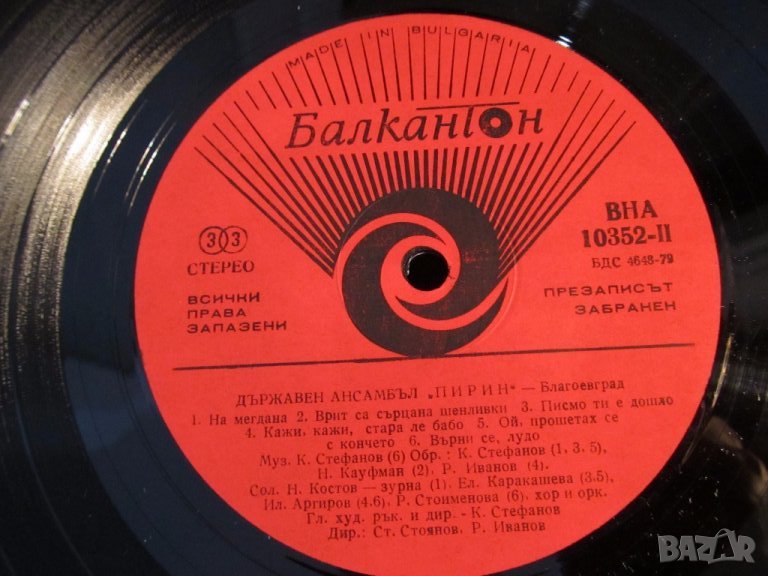 MADE IN BULGARIA
Балкантон
33
СТЕРЕО
ВСИЧКИ
ПРАВА
ЗАПАЗЕНИ
ВНА
10352-II
БДС 4648-79
ПРЕЗАПИСЪТ
ЗАБРАНЕН
ДЪРЖАВЕН АНСАМБЪЛ „ПИРИН“ — Благоевград
1. На мегдана 2. Врит са сърцана шенливки 3. Писмо ти е дошло
4. Кажи, кажи, стара ле бабо 5. Ой, прошетах се
с кончето 6. Върни се, лудо
Муз. К. Стефанов (6) Обр.: К. Стефанов (1, 3, 5),
Н. Кауфман (2), Р. Иванов (4).
Сол. Н. Костов — зурна (1), Ел. Каракашева (3,5),
Ил. Аргиров (4,6), Р. Стоименова (6), хор и орк.
Гл. худ. рък. и дир. - К. Стефанов
Дир.: Ст. Стоянов, Р. Иванов
BAZAR